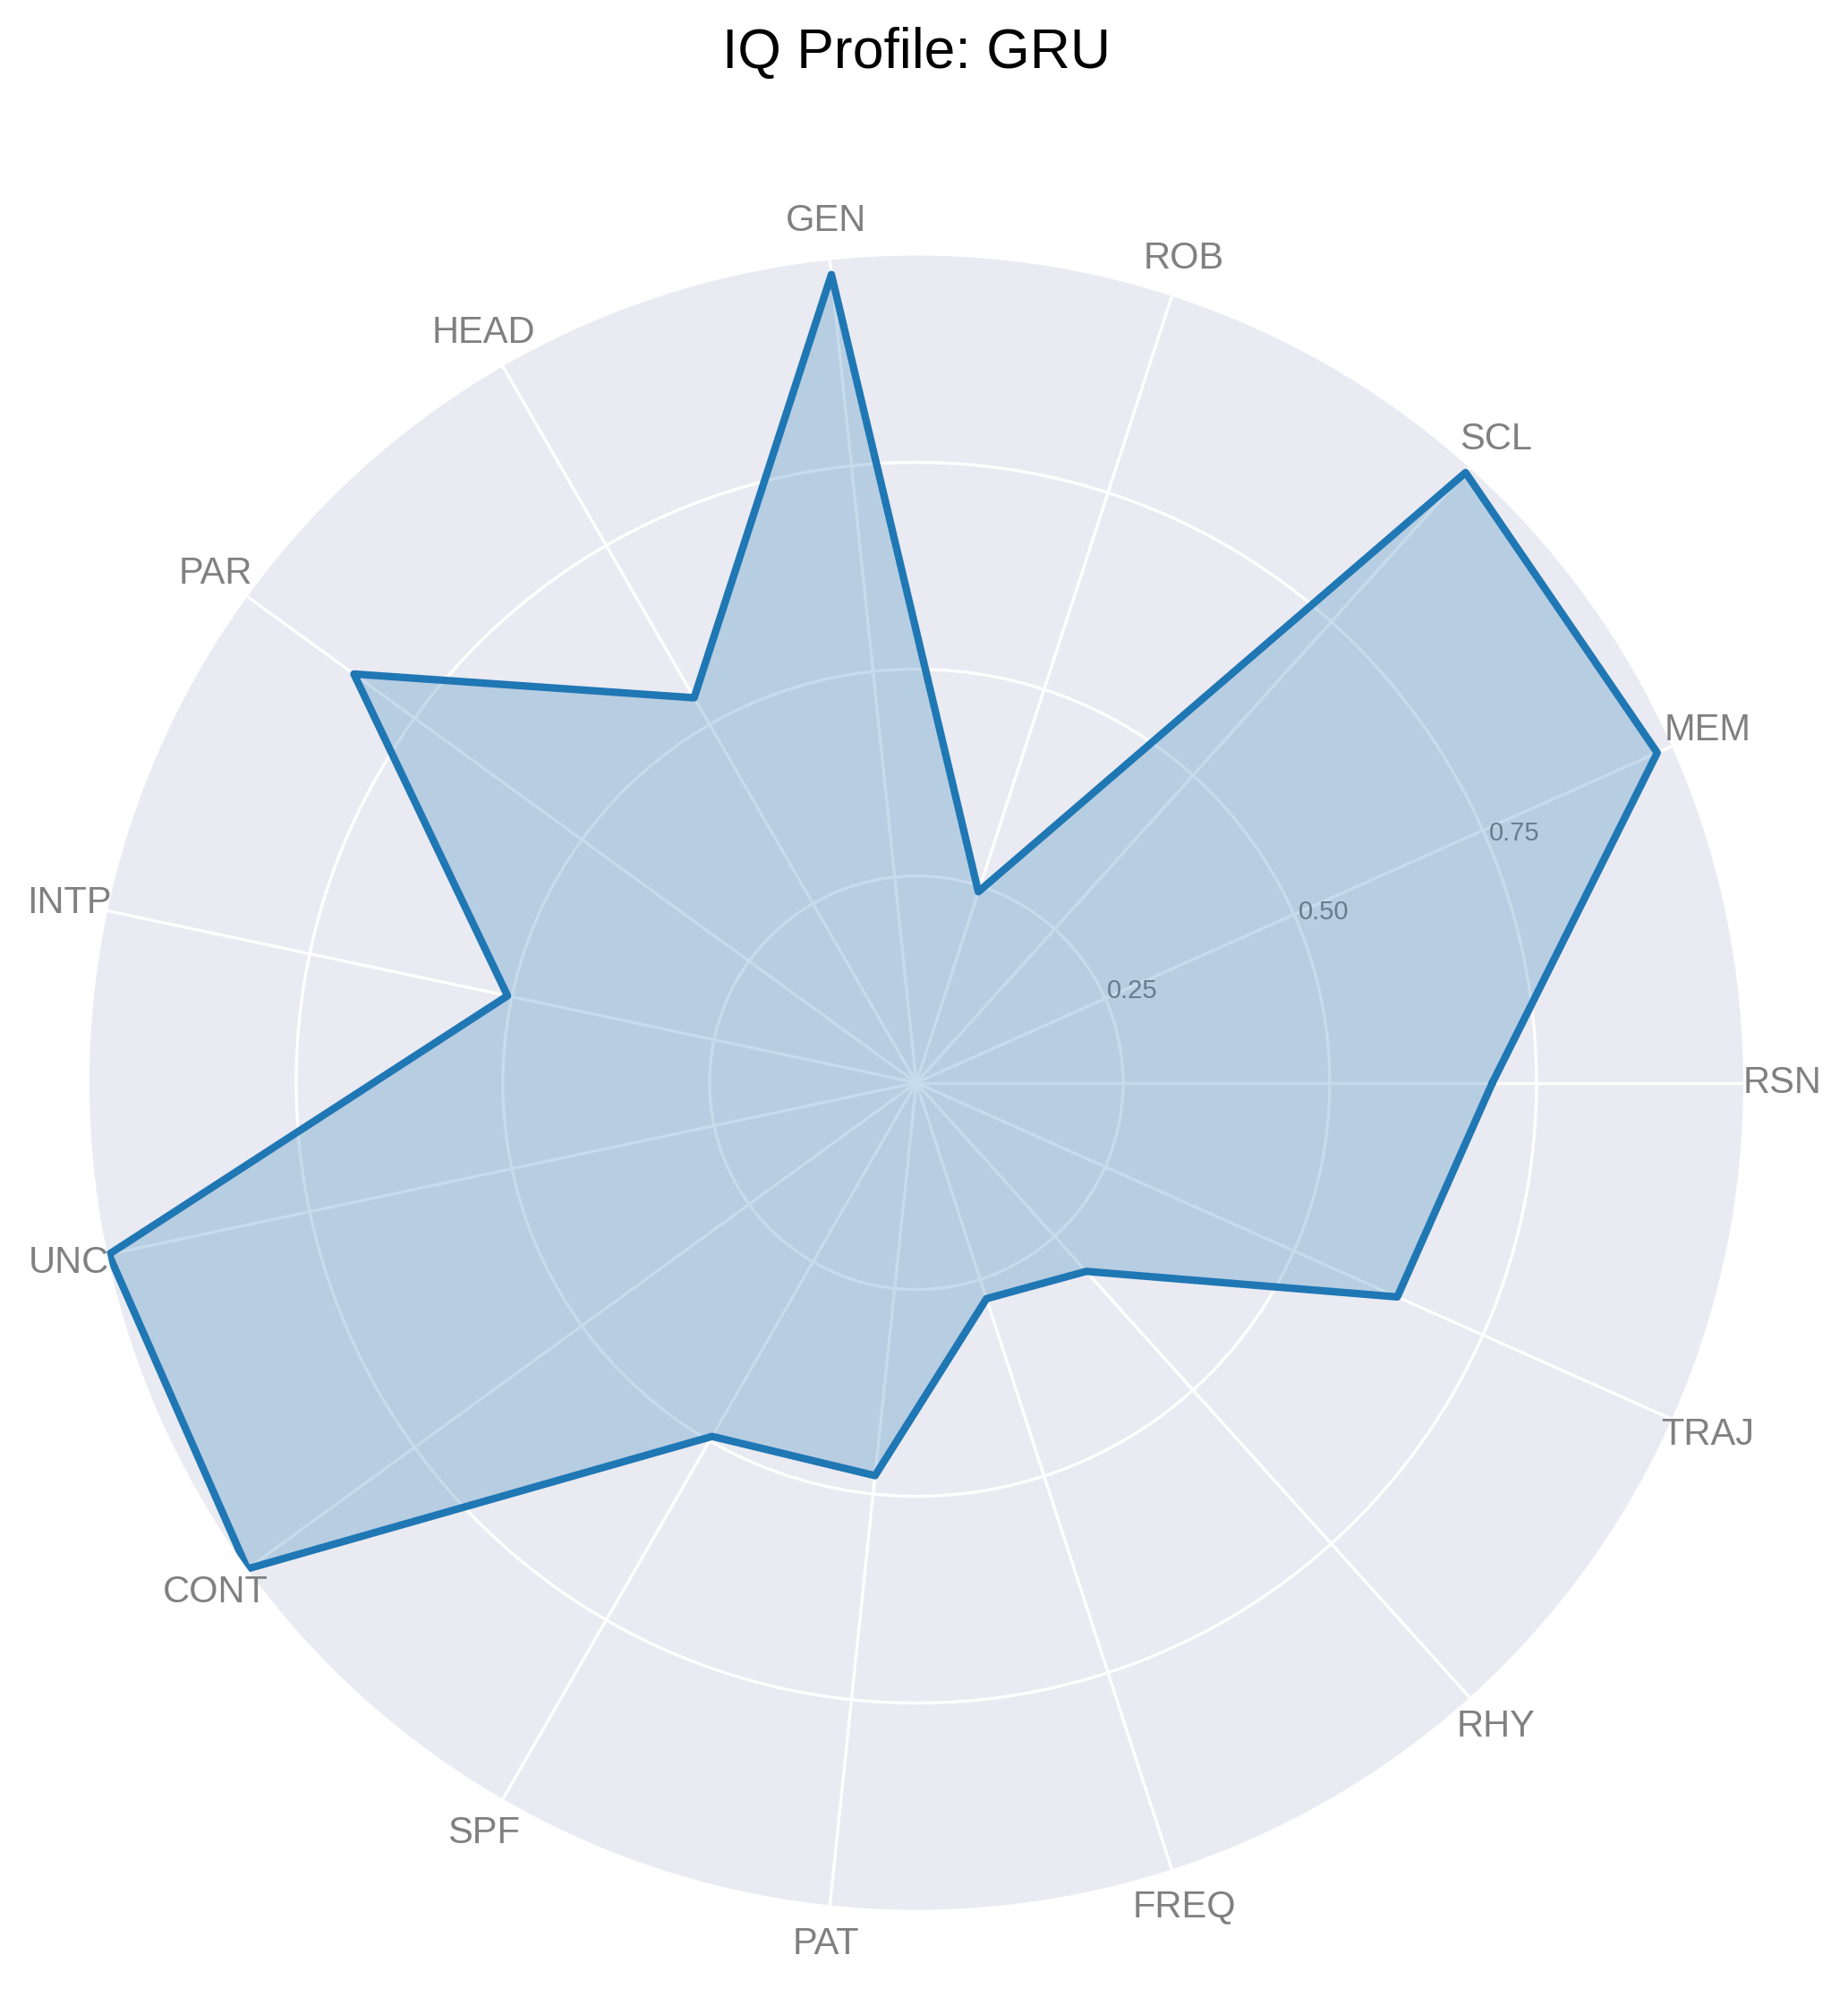 IQ Profile: GRU
GEN
ROB
HEAD
SCL
PAR
MEM
0.75
INTP
0.50
0.25
RSN
UNC
TRAJ
CONT
RHY
SPF
FREQ
PAT